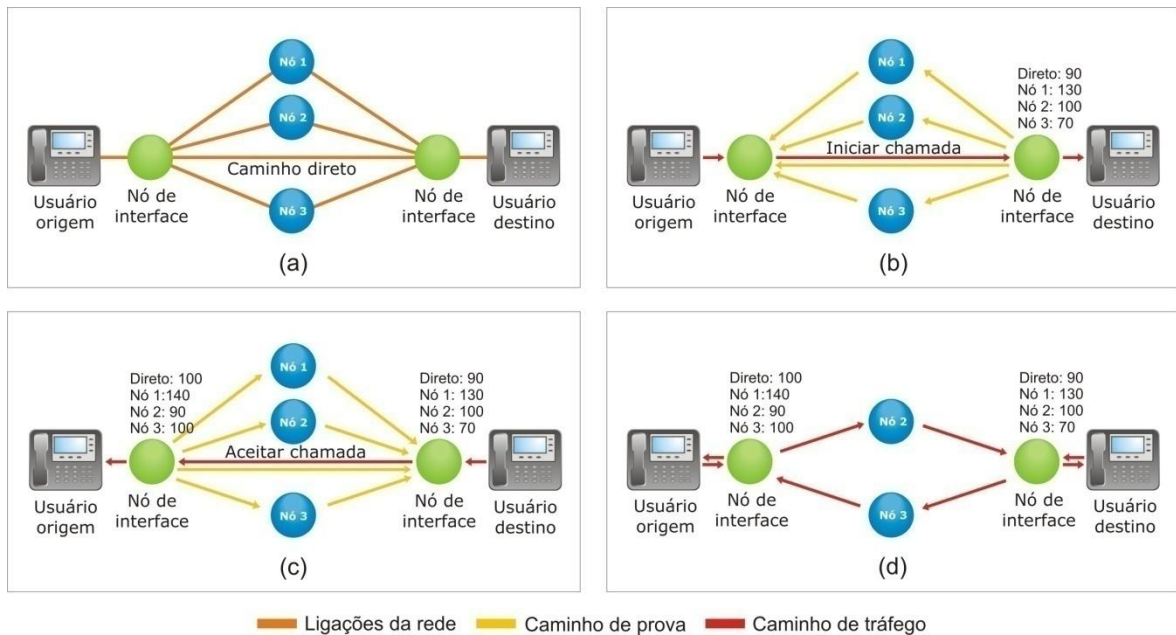 Nó 1
Nó 2
Caminho direto
Nó 3
Usuário
origem
Nó de
interface
Nó de
interface
Usuário
destino
(a)
Nó 1
Nó 2
Iniciar chamada
Nó 3
Direto: 90
Nó 1: 130
Nó 2: 100
Nó 3: 70
Usuário
origem
Nó de
interface
Nó de
interface
Usuário
destino
(b)
Direto: 100
Nó 1:140
Nó 2: 90
Nó 3: 100
Nó 1
Nó 2
Aceitar chamada
Nó 3
Direto: 90
Nó 1: 130
Nó 2: 100
Nó 3: 70
Usuário
origem
Nó de
interface
Nó de
interface
Usuário
destino
(c)
Direto: 100
Nó 1:140
Nó 2: 90
Nó 3: 100
Nó 2
Nó 3
Direto: 90
Nó 1: 130
Nó 2: 100
Nó 3: 70
Usuário
origem
Nó de
interface
Nó de
interface
Usuário
destino
(d)
Ligações da rede
Caminho de prova
Caminho de tráfego